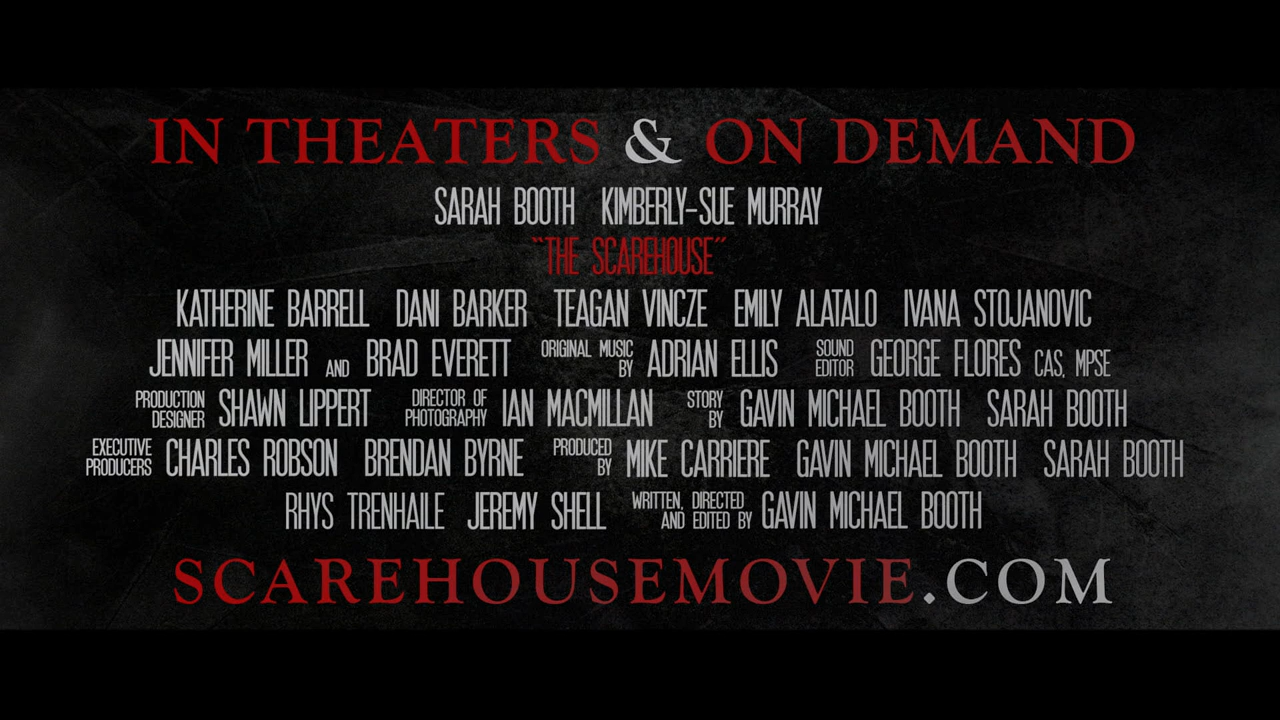 IN THEATERS & ON DEMAND
SARAH BOOTH KIMBERLY-SUE MURRAY
"THE SCAREHOUSE"
KATHERINE BARRELL DANI BARKER TEAGAN VINCZE EMILY ALATALO IVANA STOJANOVIC
JENNIFER MILLER AND BRAD EVERETT ORIGINAL MUSIC BY ADRIAN ELLIS SOUND EDITOR GEORGE FLORES CAS, MPSE
PRODUCTION DESIGNER SHAWN LIPPERT DIRECTOR OF PHOTOGRAPHY IAN MACMILLAN STORY BY GAVIN MICHAEL BOOTH SARAH BOOTH
EXECUTIVE PRODUCERS CHARLES ROBSON BRENDAN BYRNE PRODUCED BY MIKE CARRIERE GAVIN MICHAEL BOOTH SARAH BOOTH
RHYS TRENHAILE JEREMY SHELL WRITTEN, DIRECTED AND EDITED BY GAVIN MICHAEL BOOTH
SCAREHOUSEMOVIE.COM